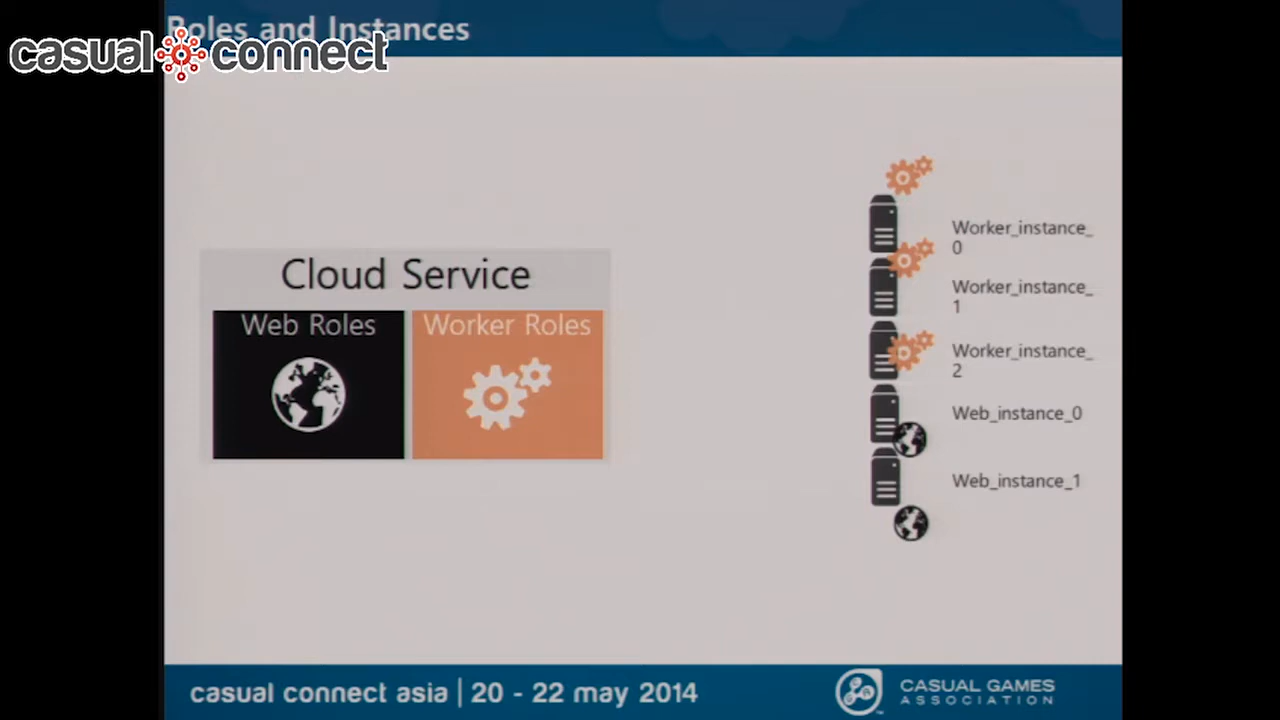 Roles and Instances
casual connect
Cloud Service
Web Roles
Worker Roles
Worker_instance_
0
Worker_instance_
1
Worker_instance_
2
Web_instance_0
Web_instance_1
casual connect asia | 20 - 22 may 2014
CASUAL GAMES
ASSOCIATION